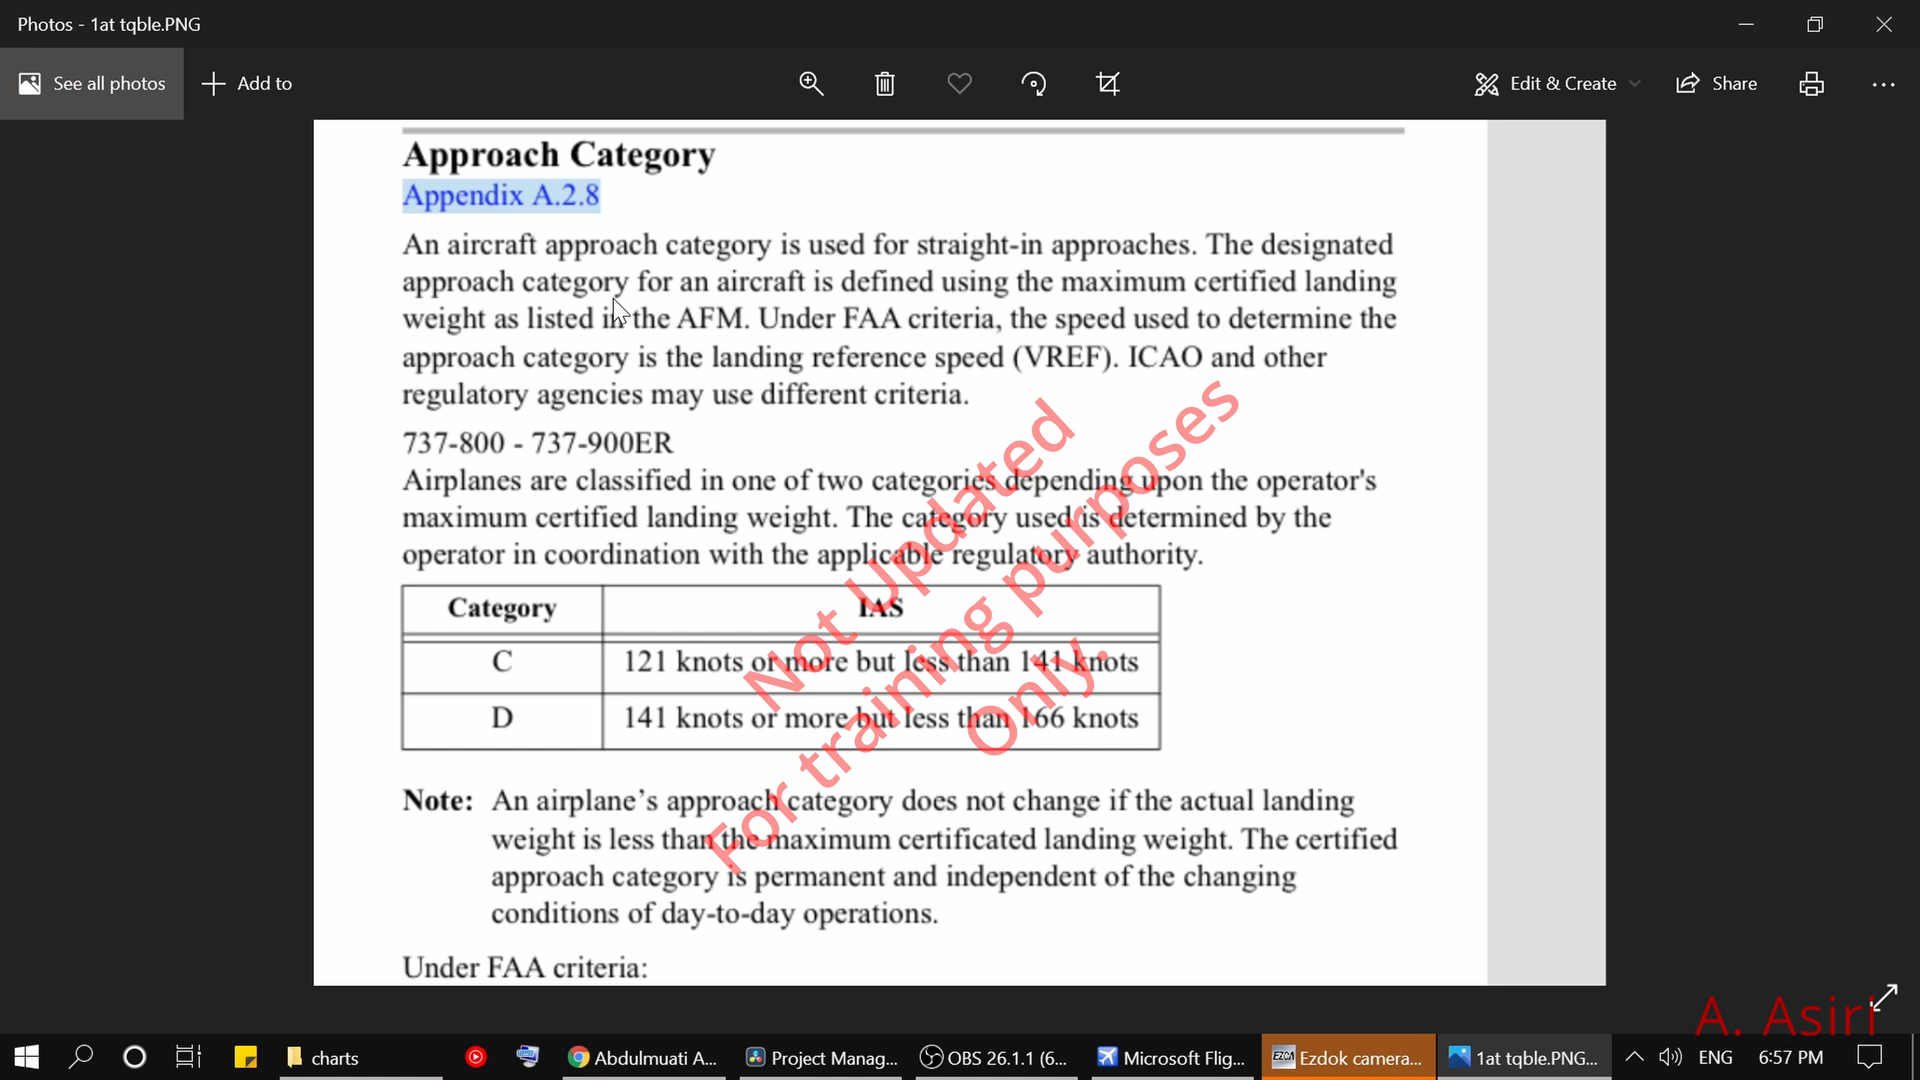 Photos - 1at tqble.PNG
See all photos
Add to
Edit & Create
Share
Approach Category
Appendix A.2.8
An aircraft approach category is used for straight-in approaches. The designated
approach category for an aircraft is defined using the maximum certified landing
weight as listed in the AFM. Under FAA criteria, the speed used to determine the
approach category is the landing reference speed (VREF). ICAO and other
regulatory agencies may use different criteria.
737-800 - 737-900ER
Airplanes are classified in one of two categories depending upon the operator's
maximum certified landing weight. The category used is determined by the
operator in coordination with the applicable regulatory authority.
Category IAS
C 121 knots or more but less than 141 knots
D 141 knots or more but less than 166 knots
Not Updated
For training purposes
Only.
Note: An airplane's approach category does not change if the actual landing
weight is less than the maximum certificated landing weight. The certified
approach category is permanent and independent of the changing
conditions of day-to-day operations.
Under FAA criteria:
A. Asiri
charts
Abdulmuati A...
Project Manag...
OBS 26.1.1 (6...
Microsoft Flig...
EZCA
Ezdok camera...
1at tqble.PNG...
ENG
6:57 PM